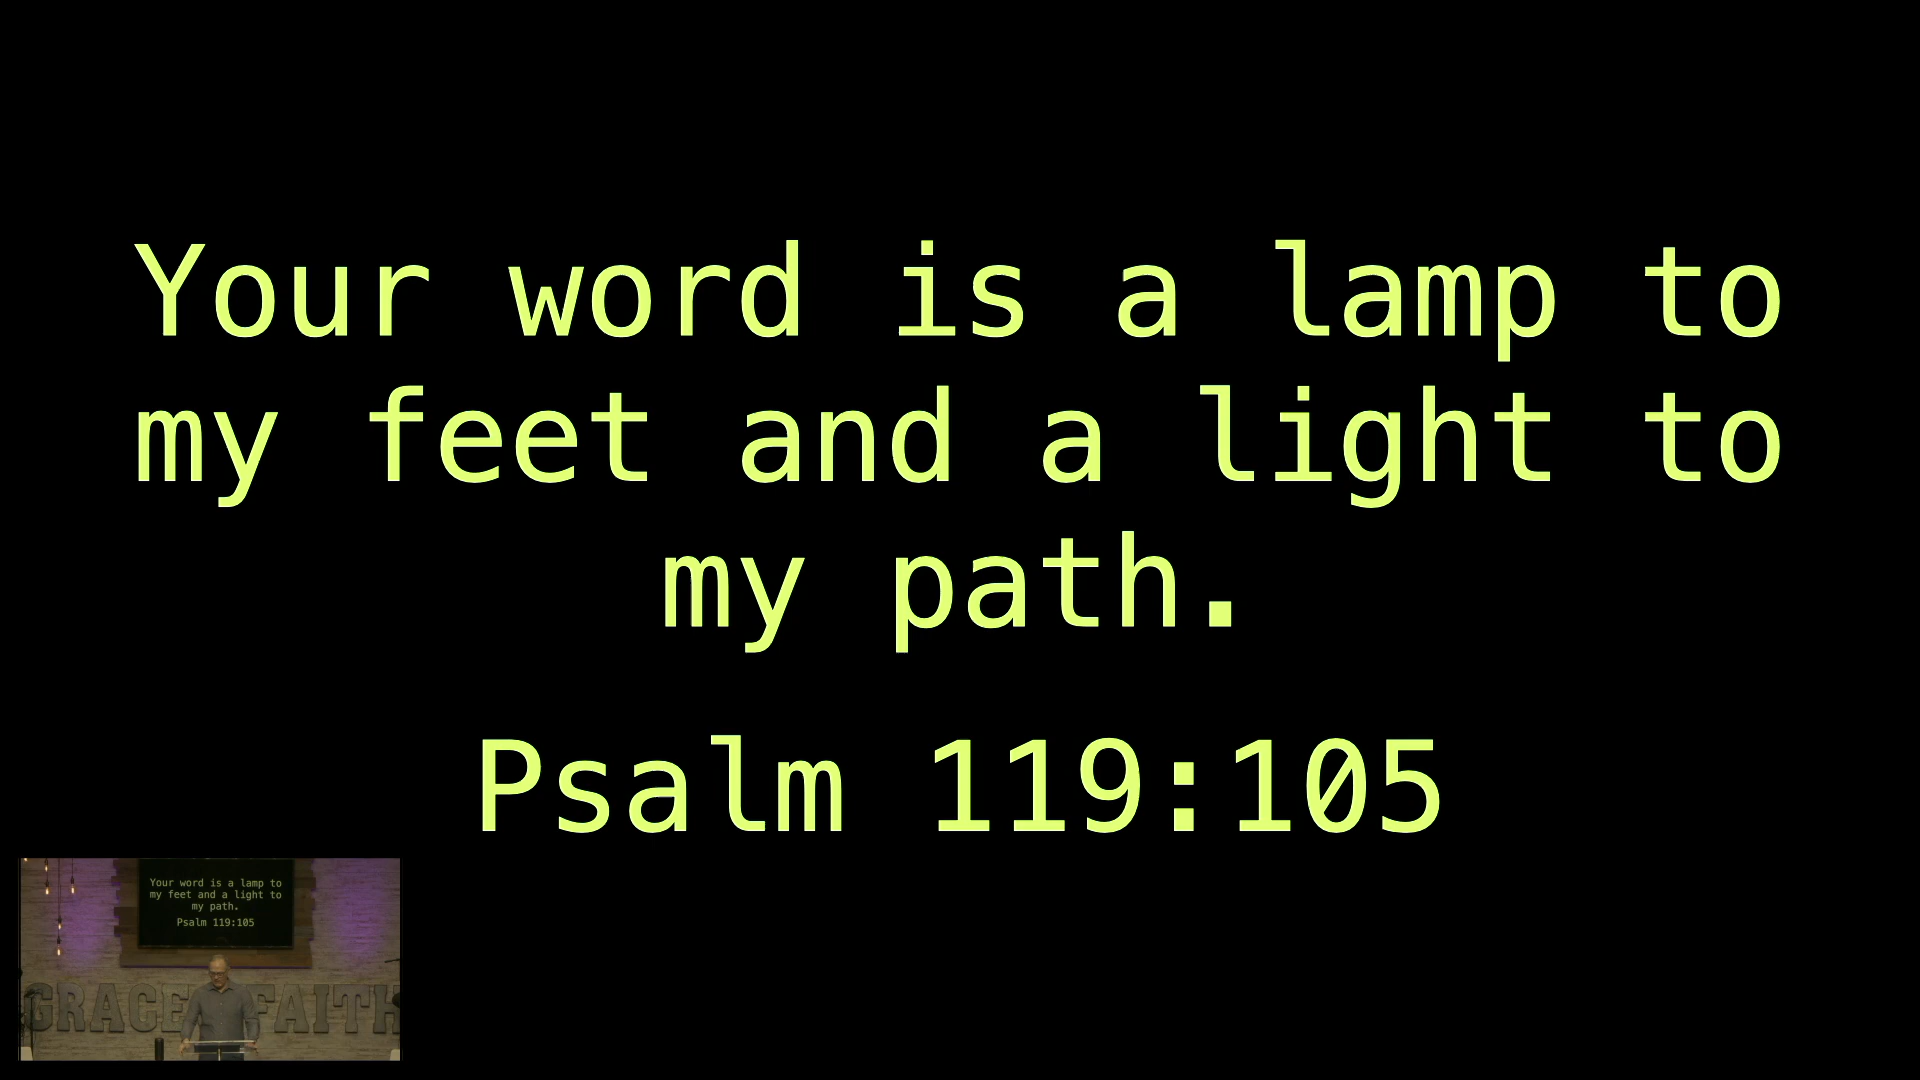 Your word is a lamp to
my feet and a light to
my path.
Psalm 119:105
Your word is a lamp to
my feet and a light to
my path.
Psalm 119:105
GRACE FAITH